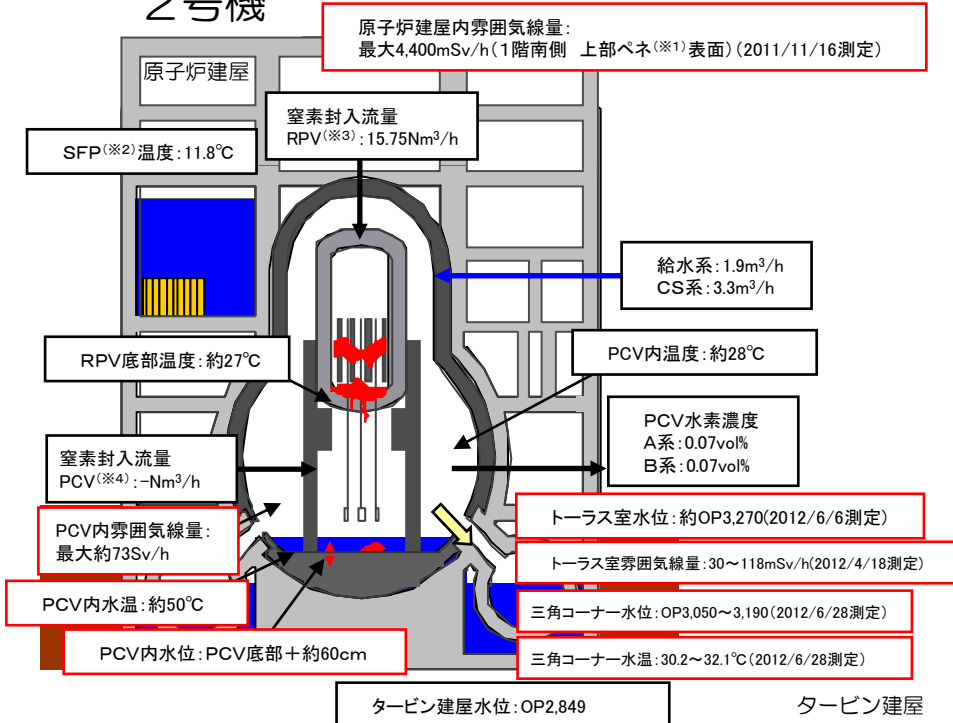 2号機
原子炉建屋内雰囲気線量:
最大4,400mSv/h(1階南側 上部ペネ(※1)表面)(2011/11/16測定)
原子炉建屋
窒素封入流量
RPV(※3):15.75Nm3/h
SFP(※2)温度:11.8℃
給水系:1.9m3/h
CS系:3.3m3/h
RPV底部温度:約27℃
PCV内温度:約28℃
PCV水素濃度
A系:0.07vol%
B系:0.07vol%
窒素封入流量
PCV(※4):-Nm3/h
PCV内雰囲気線量:
最大約73Sv/h
トーラス室水位:約OP3,270(2012/6/6測定)
トーラス室雰囲気線量:30~118mSv/h(2012/4/18測定)
PCV内水温:約50℃
三角コーナー水位:OP3,050~3,190(2012/6/28測定)
PCV内水位:PCV底部+約60cm
三角コーナー水温:30.2~32.1℃(2012/6/28測定)
タービン建屋水位:OP2,849
タービン建屋